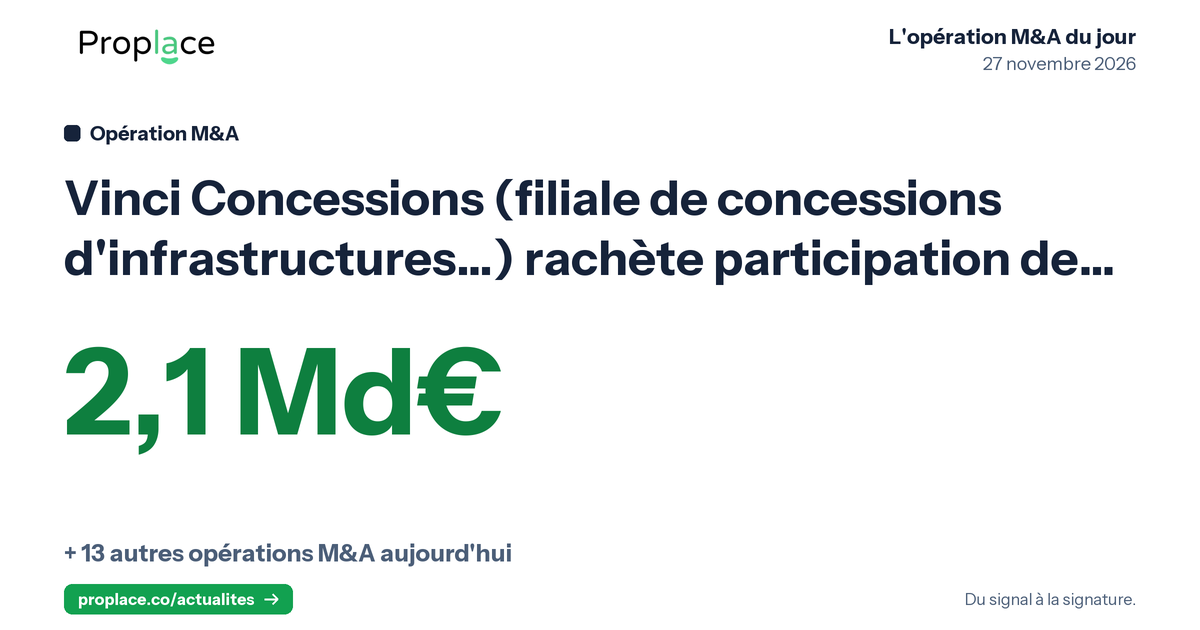 Proplace
L'opération M&A du jour
27 novembre 2026
Opération M&A
Vinci Concessions (filiale de concessions
d'infrastructures...) rachète participation de...
2,1 Md€
+ 13 autres opérations M&A aujourd'hui
proplace.co/actualites →
Du signal à la signature.